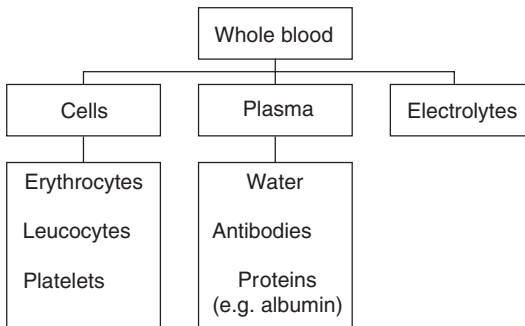 Whole blood
Cells
Plasma
Electrolytes
Erythrocytes
Leucocytes
Platelets
Water
Antibodies
Proteins
(e.g. albumin)